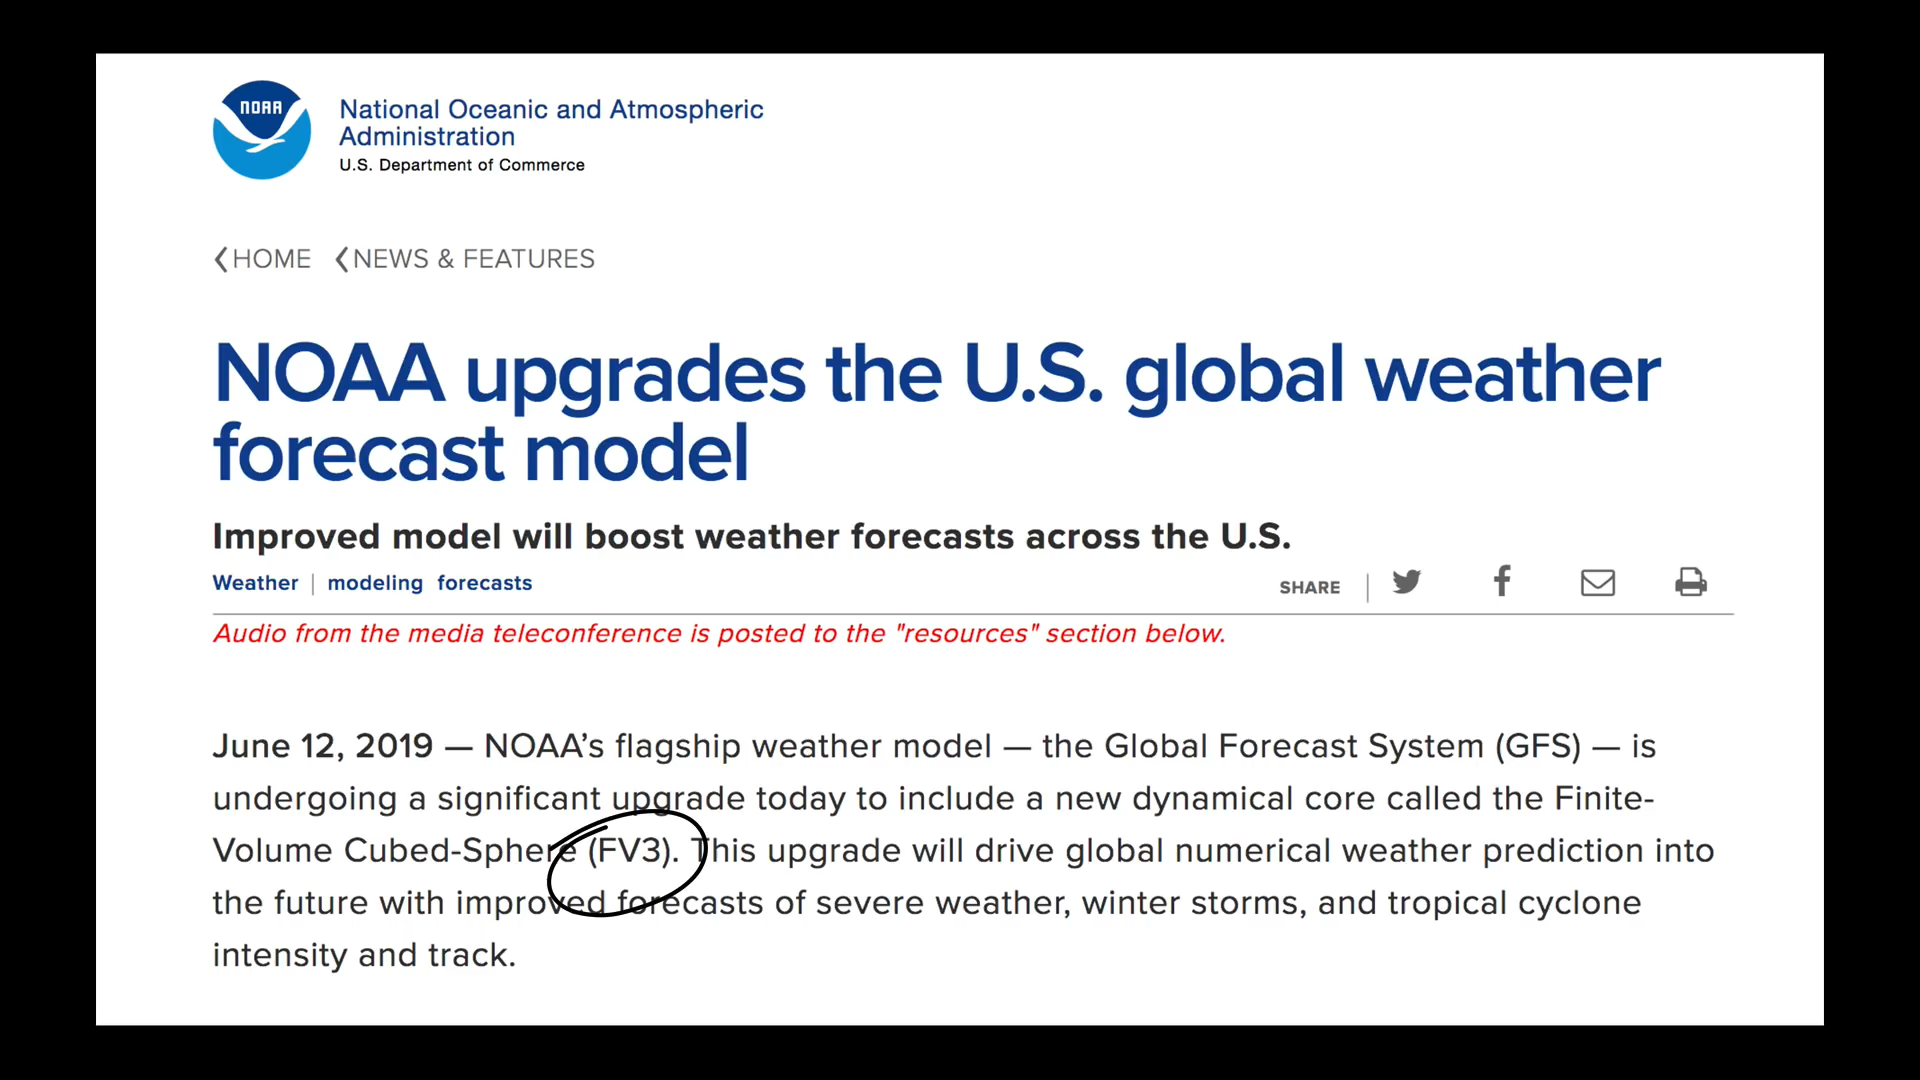 NOAA
National Oceanic and Atmospheric
Administration
U.S. Department of Commerce
HOME NEWS & FEATURES
NOAA upgrades the U.S. global weather
forecast model
Improved model will boost weather forecasts across the U.S.
Weather | modeling forecasts
SHARE
Audio from the media teleconference is posted to the "resources" section below.
June 12, 2019 — NOAA’s flagship weather model — the Global Forecast System (GFS) — is
undergoing a significant upgrade today to include a new dynamical core called the Finite-
Volume Cubed-Sphere (FV3). This upgrade will drive global numerical weather prediction into
the future with improved forecasts of severe weather, winter storms, and tropical cyclone
intensity and track.